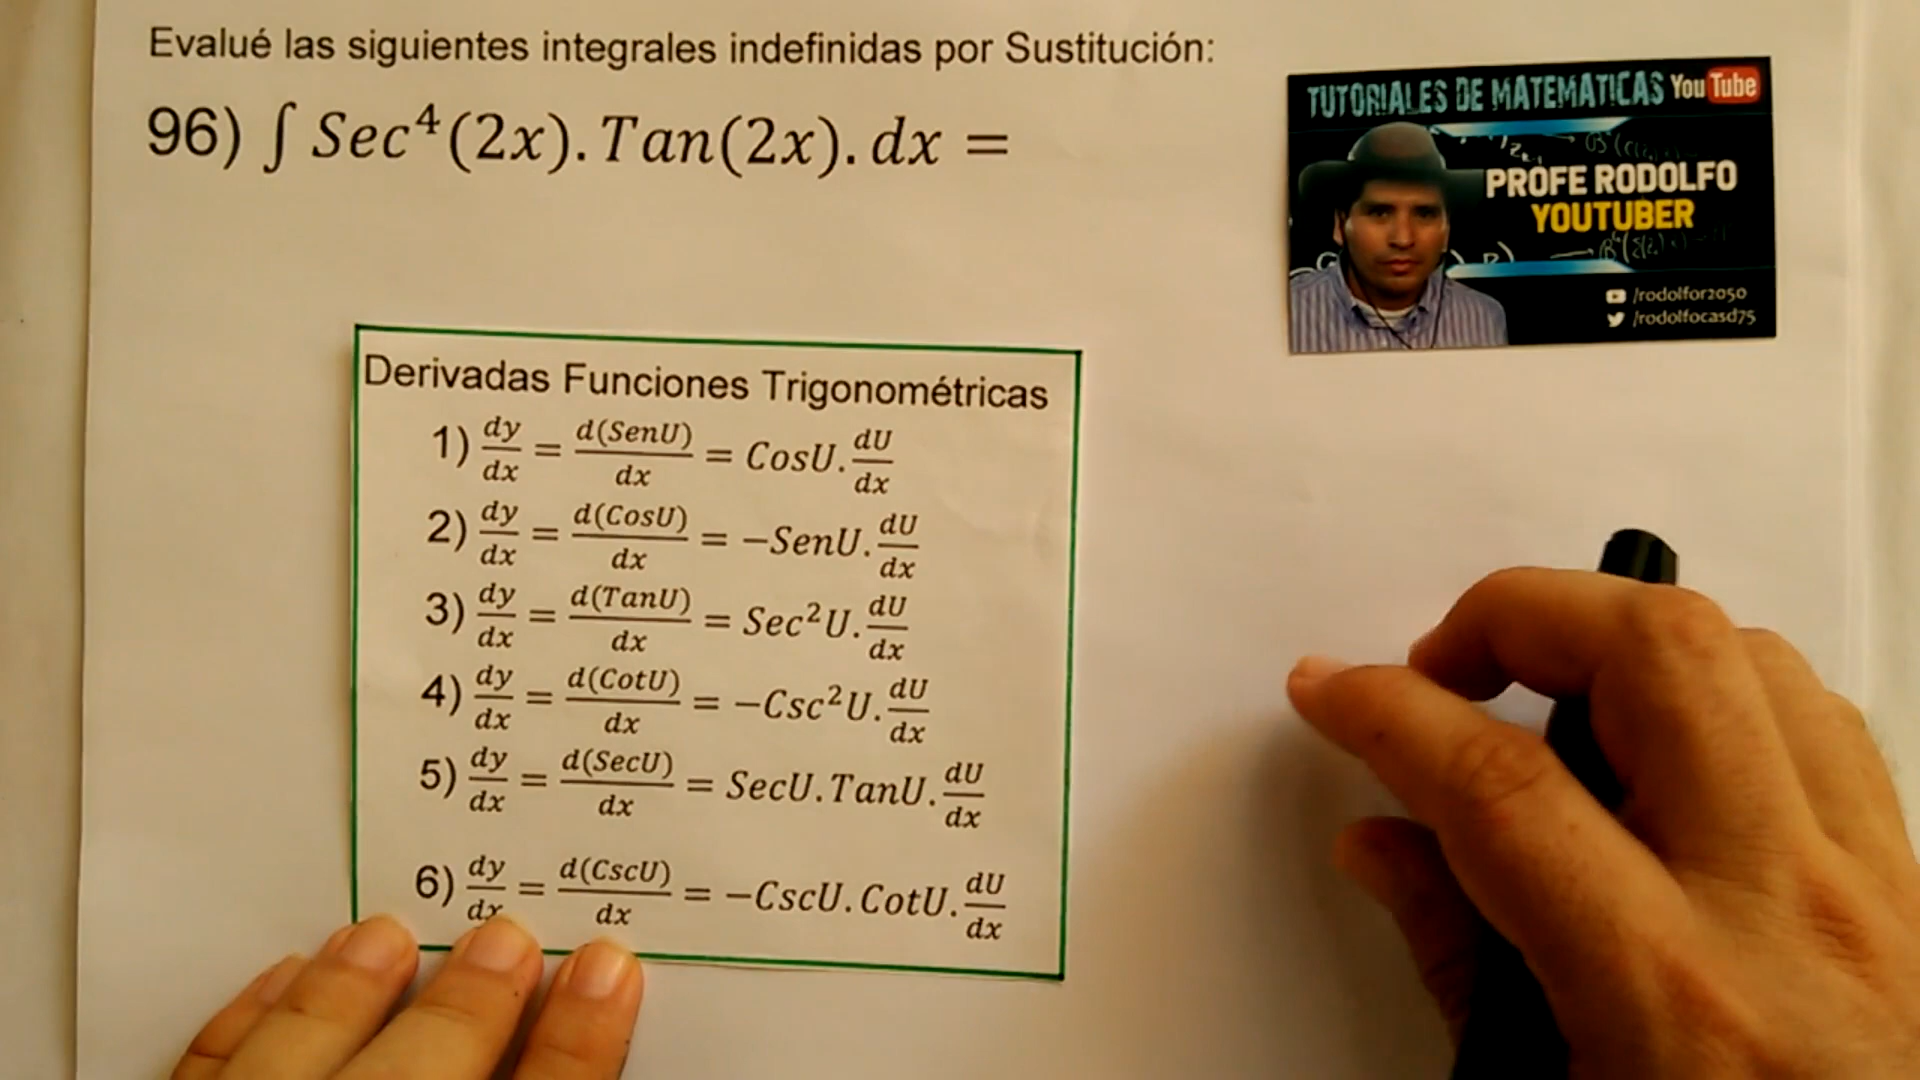 Evalué las siguientes integrales indefinidas por Sustitución:
96) ∫ Sec⁴(2x).Tan(2x).dx =
TUTORIALES DE MATEMATICAS YouTube
PROFE RODOLFO
YOUTUBER
/rodolfor2050
/rodolfocasd75
Derivadas Funciones Trigonométricas
1) dy/dx = d(SenU)/dx = CosU.dU/dx
2) dy/dx = d(CosU)/dx = −SenU.dU/dx
3) dy/dx = d(TanU)/dx = Sec²U.dU/dx
4) dy/dx = d(CotU)/dx = −Csc²U.dU/dx
5) dy/dx = d(SecU)/dx = SecU.TanU.dU/dx
6) dy/dx = d(CscU)/dx = −CscU.CotU.dU/dx